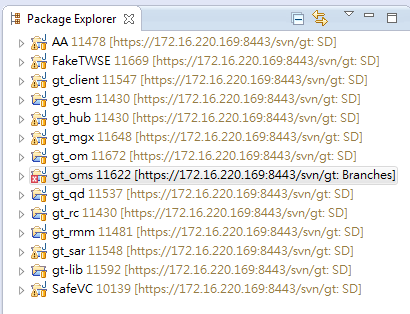 Package Explorer
AA 11478 [https://172.16.220.169:8443/svn/gt: SD]
FakeTWSE 11669 [https://172.16.220.169:8443/svn/gt: SD]
gt_client 11547 [https://172.16.220.169:8443/svn/gt: SD]
gt_esm 11430 [https://172.16.220.169:8443/svn/gt: SD]
gt_hub 11430 [https://172.16.220.169:8443/svn/gt: SD]
gt_mgx 11648 [https://172.16.220.169:8443/svn/gt: SD]
gt_om 11672 [https://172.16.220.169:8443/svn/gt: SD]
gt_oms 11622 [https://172.16.220.169:8443/svn/gt: Branches]
gt_qd 11537 [https://172.16.220.169:8443/svn/gt: SD]
gt_rc 11430 [https://172.16.220.169:8443/svn/gt: SD]
gt_rmm 11481 [https://172.16.220.169:8443/svn/gt: SD]
gt_sar 11548 [https://172.16.220.169:8443/svn/gt: SD]
gt-lib 11592 [https://172.16.220.169:8443/svn/gt: SD]
SafeVC 10139 [https://172.16.220.169:8443/svn/gt: SD]